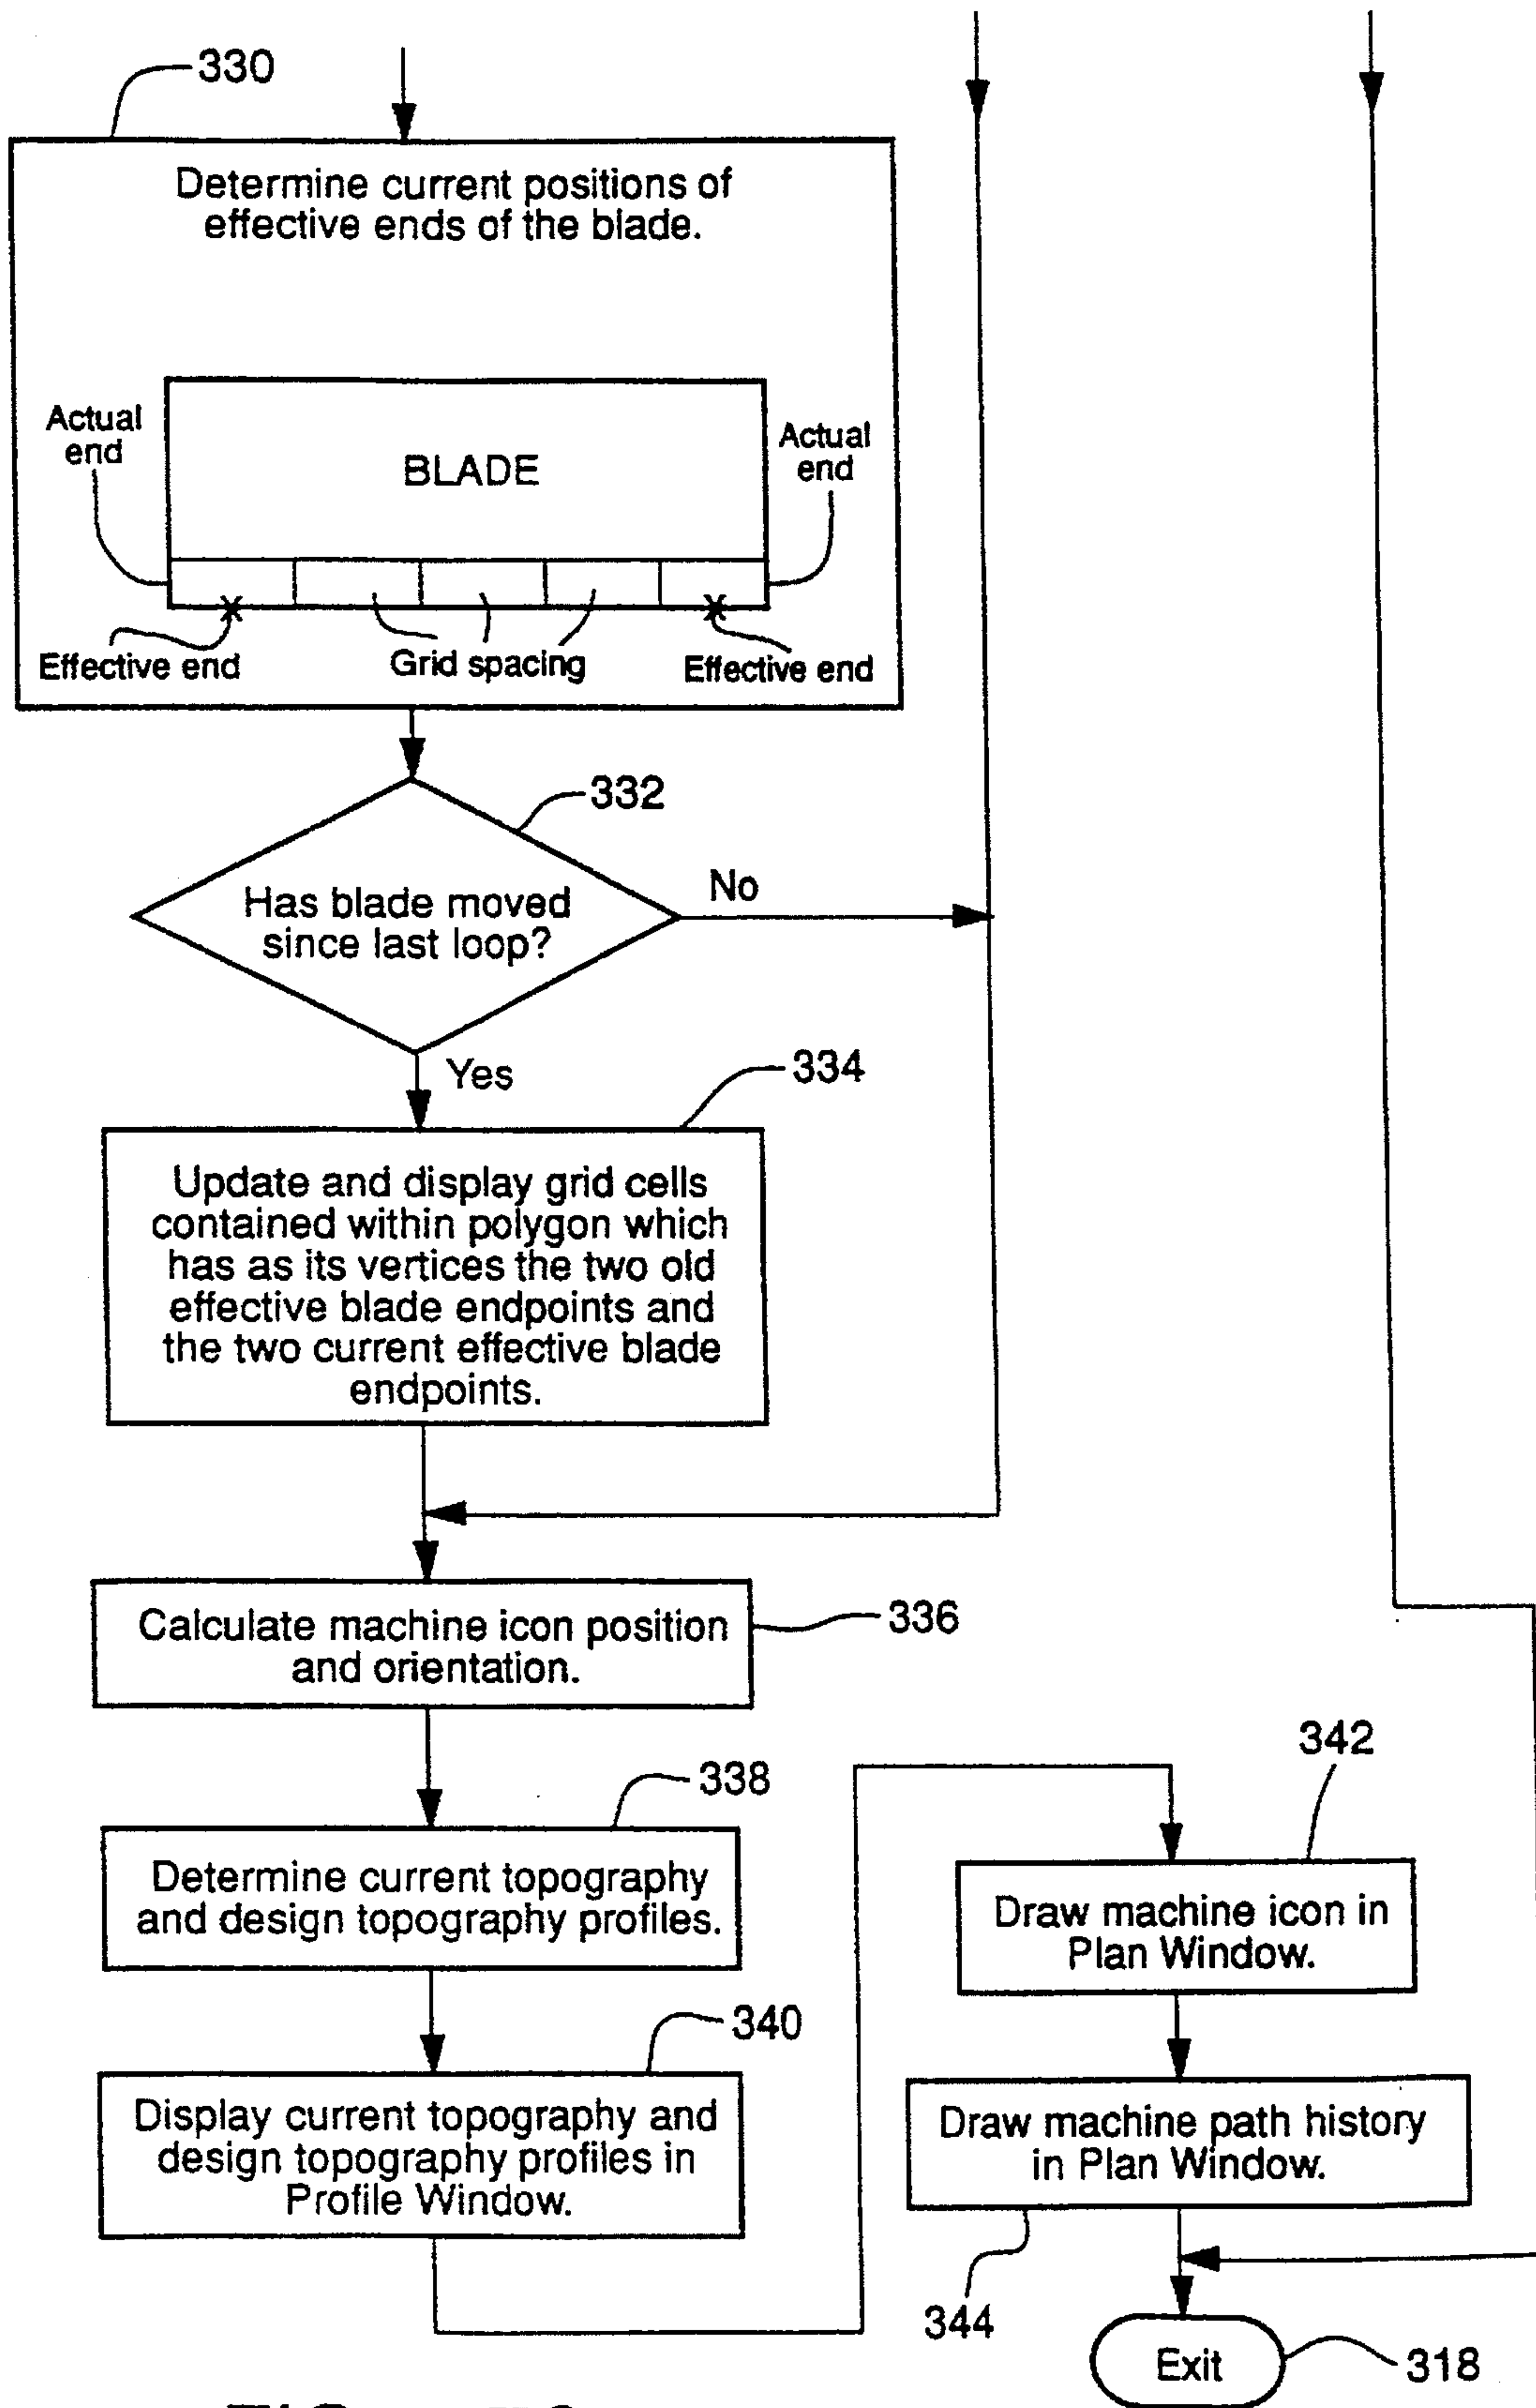 330
Determine current positions of
effective ends of the blade.
Actual
end
BLADE
Actual
end
Effective end
Grid spacing
Effective end
332
Has blade moved
since last loop?
No
Yes
334
Update and display grid cells
contained within polygon which
has as its vertices the two old
effective blade endpoints and
the two current effective blade
endpoints.
Calculate machine icon position
and orientation.
336
338
Determine current topography
and design topography profiles.
340
Display current topography and
design topography profiles in
Profile Window.
342
Draw machine icon in
Plan Window.
Draw machine path history
in Plan Window.
344
Exit
318